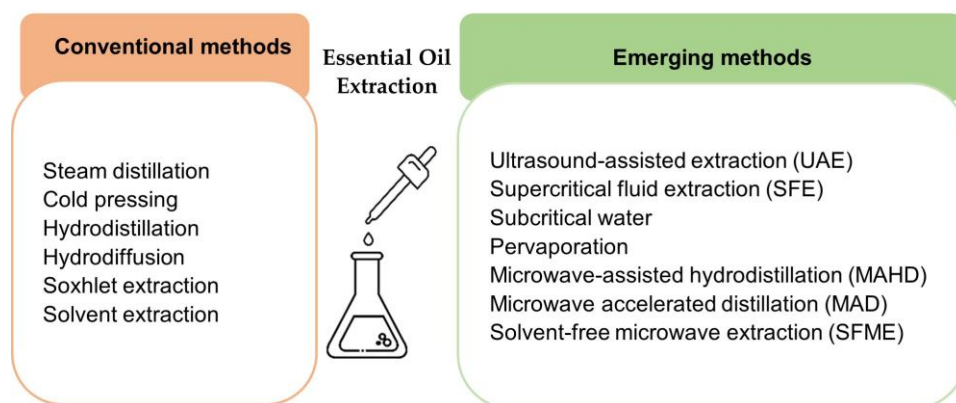 Conventional methods
Steam distillation
Cold pressing
Hydrodistillation
Hydrodiffusion
Soxhlet extraction
Solvent extraction
Essential Oil
Extraction
Emerging methods
Ultrasound-assisted extraction (UAE)
Supercritical fluid extraction (SFE)
Subcritical water
Pervaporation
Microwave-assisted hydrodistillation (MAHD)
Microwave accelerated distillation (MAD)
Solvent-free microwave extraction (SFME)